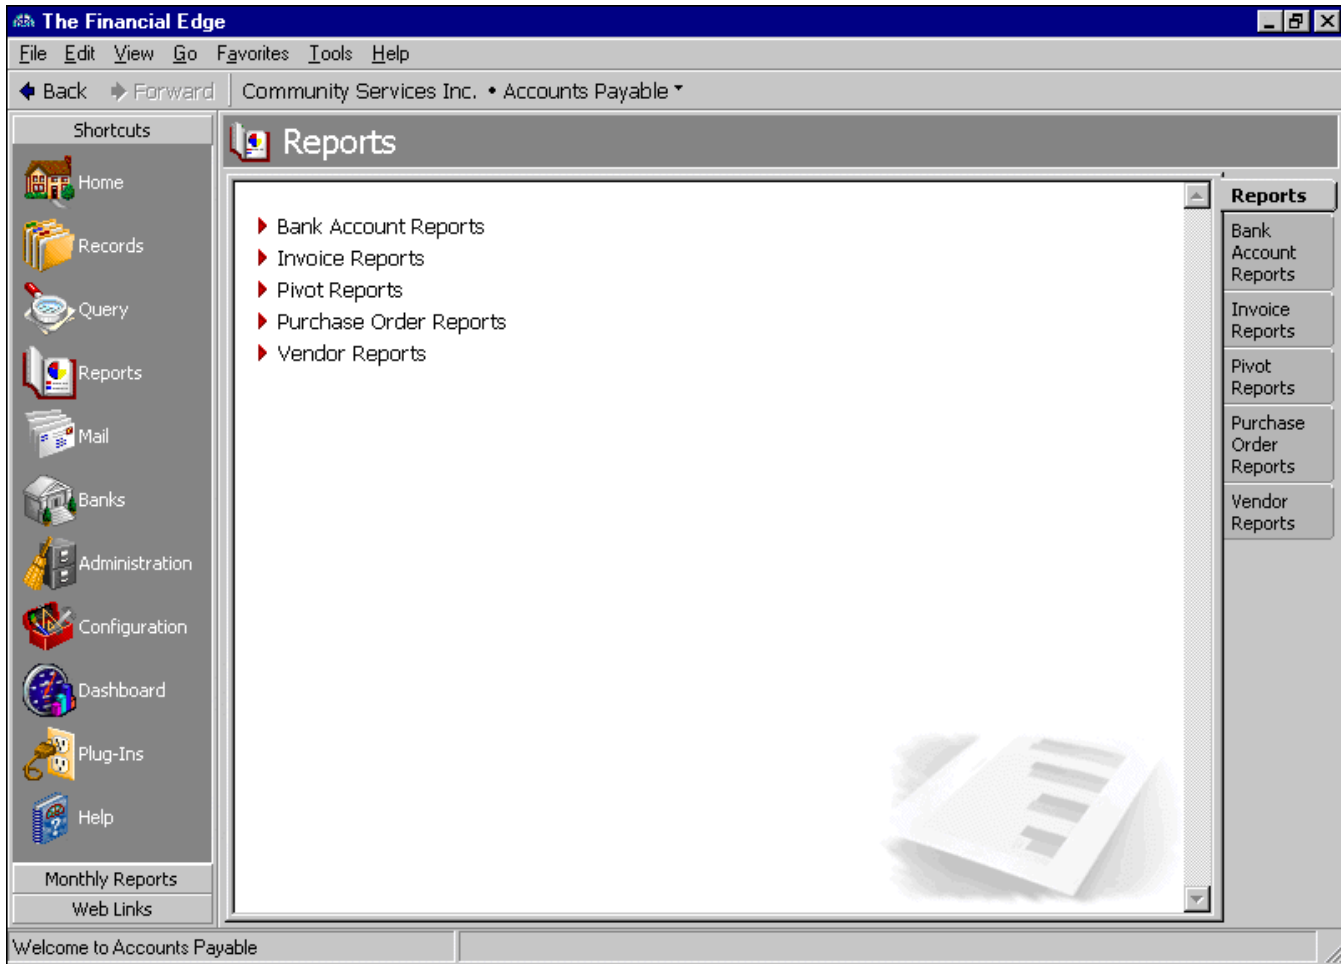 The Financial Edge
File Edit View Go Favorites Tools Help
Back Forward Community Services Inc. • Accounts Payable
Shortcuts
Home
Records
Query
Reports
Mail
Banks
Administration
Configuration
Dashboard
Plug-Ins
Help
Monthly Reports
Web Links
Reports
Bank Account Reports
Invoice Reports
Pivot Reports
Purchase Order Reports
Vendor Reports
Reports
Bank
Account
Reports
Invoice
Reports
Pivot
Reports
Purchase
Order
Reports
Vendor
Reports
Welcome to Accounts Payable